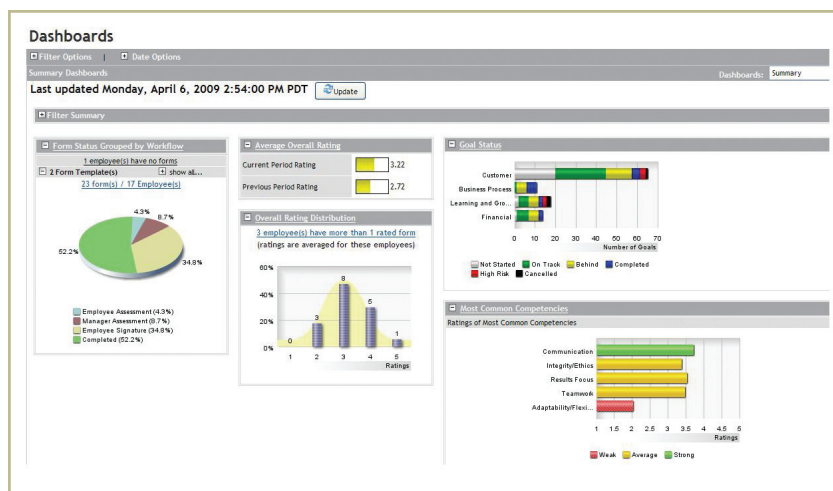 Dashboards
Filter Options | Date Options
Summary Dashboards Dashboards: Summary
Last updated Monday, April 6, 2009 2:54:00 PM PDT Update
Filter Summary
Form Status Grouped by Workflow
1 employee(s) have no forms
2 Form Template(s) show aL...
23 form(s) / 17 Employee(s)
4.3%
8.7%
52.2%
34.8%
Employee Assessment (4.3%)
Manager Assessment (8.7%)
Employee Signature (34.8%)
Completed (52.2%)
Average Overall Rating
Current Period Rating 3.22
Previous Period Rating 2.72
Overall Rating Distribution
3 employee(s) have more than 1 rated form
(ratings are averaged for these employees)
60%
40%
20%
0%
0 3 8 5 1
1 2 3 4 5
Ratings
Goal Status
Customer
Business Process
Learning and Gro...
Financial
0 10 20 30 40 50 60 70
Number of Goals
Not Started On Track Behind Completed
High Risk Cancelled
Most Common Competencies
Ratings of Most Common Competencies
Communication
Integrity/Ethics
Results Focus
Teamwork
Adaptability/Flexi...
1 1.5 2 2.5 3 3.5 4 4.5 5
Ratings
Weak Average Strong